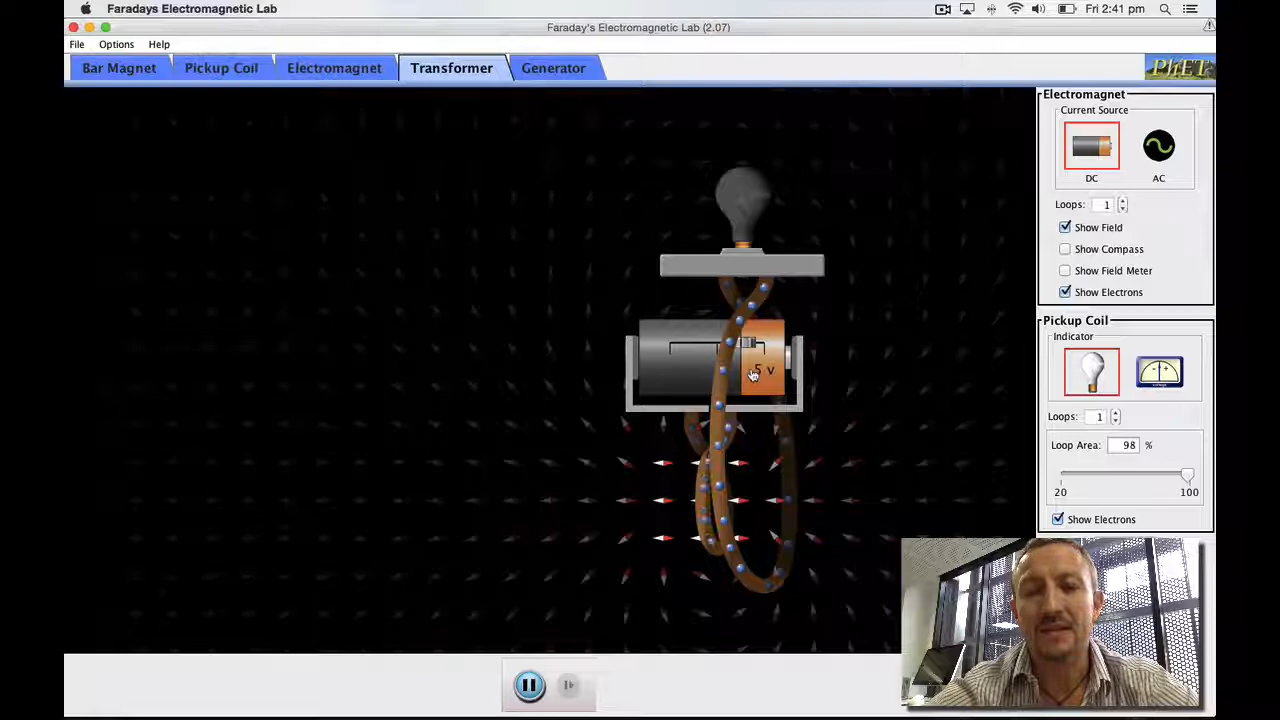 Faradays Electromagnetic Lab
Fri 2:41 pm
Faraday's Electromagnetic Lab (2.07)
File Options Help
Bar Magnet Pickup Coil Electromagnet Transformer Generator
PhET
Electromagnet
Current Source
DC AC
Loops: 1
Show Field
Show Compass
Show Field Meter
Show Electrons
5 v
Pickup Coil
Indicator
Loops: 1
Loop Area: 98 %
20 100
Show Electrons